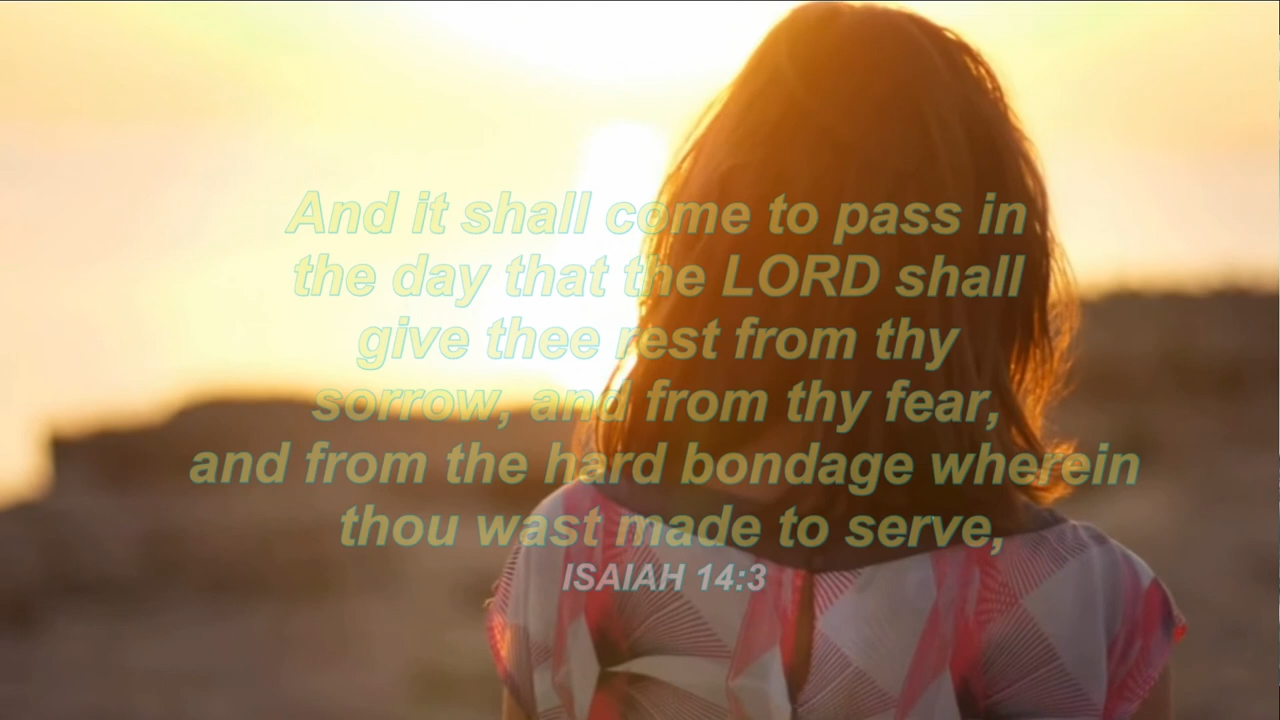 And it shall come to pass in
the day that the LORD shall
give thee rest from thy
sorrow, and from thy fear,
and from the hard bondage wherein
thou wast made to serve,
ISAIAH 14:3